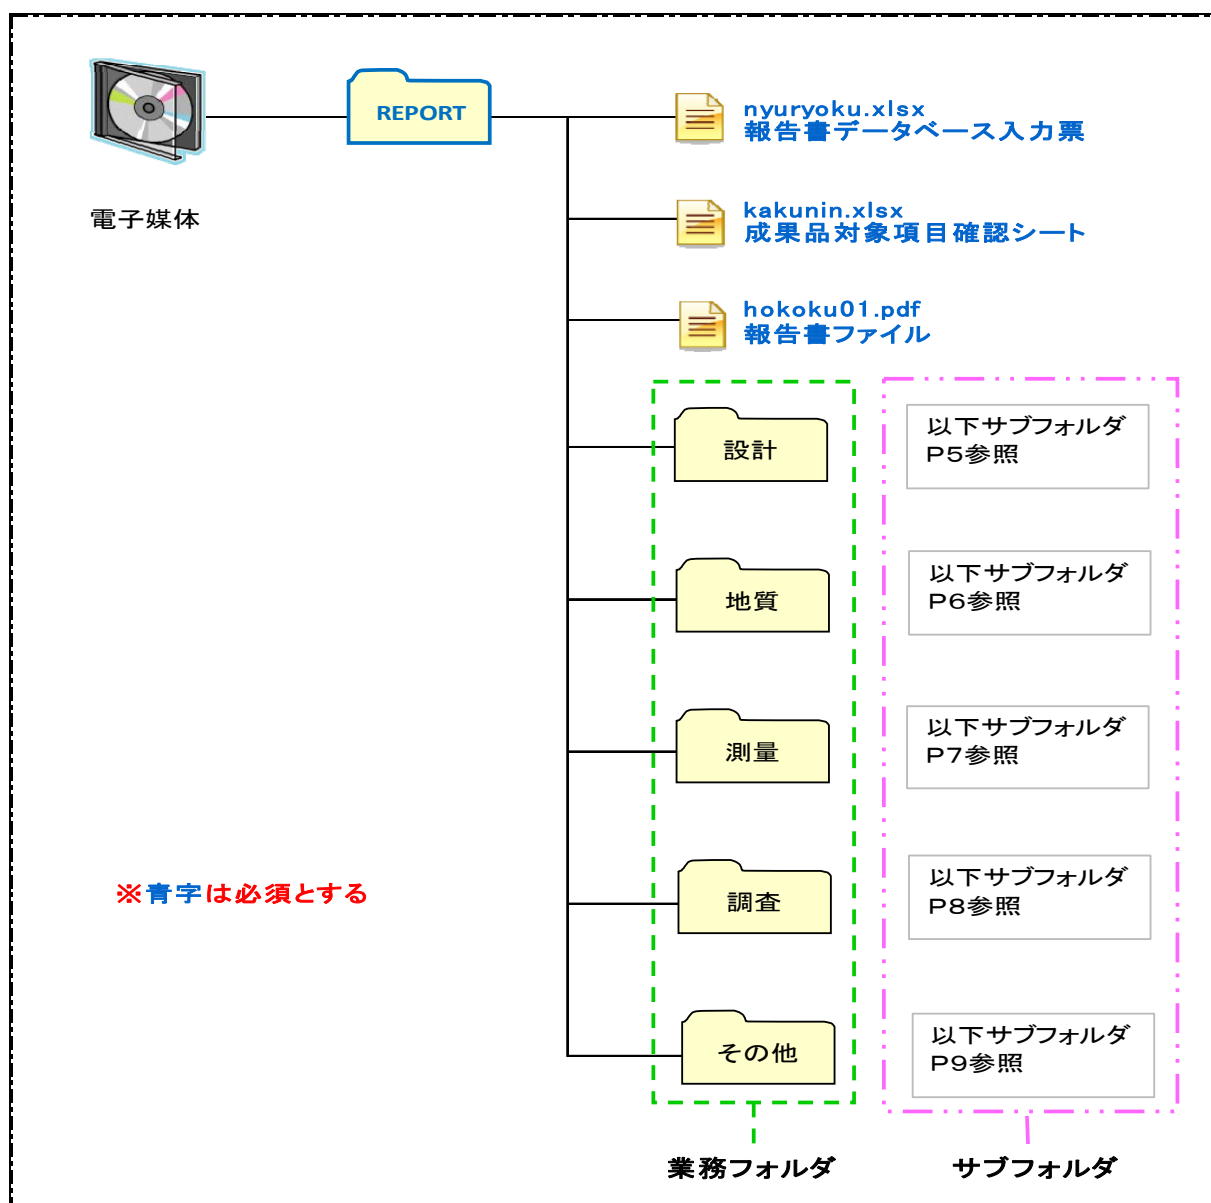 REPORT
電子媒体
nyuryoku.xlsx
報告書データベース入力票
kakunin.xlsx
成果品対象項目確認シート
hokoku01.pdf
報告書ファイル
設計
以下サブフォルダ
P5参照
地質
以下サブフォルダ
P6参照
測量
以下サブフォルダ
P7参照
※青字は必須とする
調査
以下サブフォルダ
P8参照
その他
以下サブフォルダ
P9参照
業務フォルダ
サブフォルダ